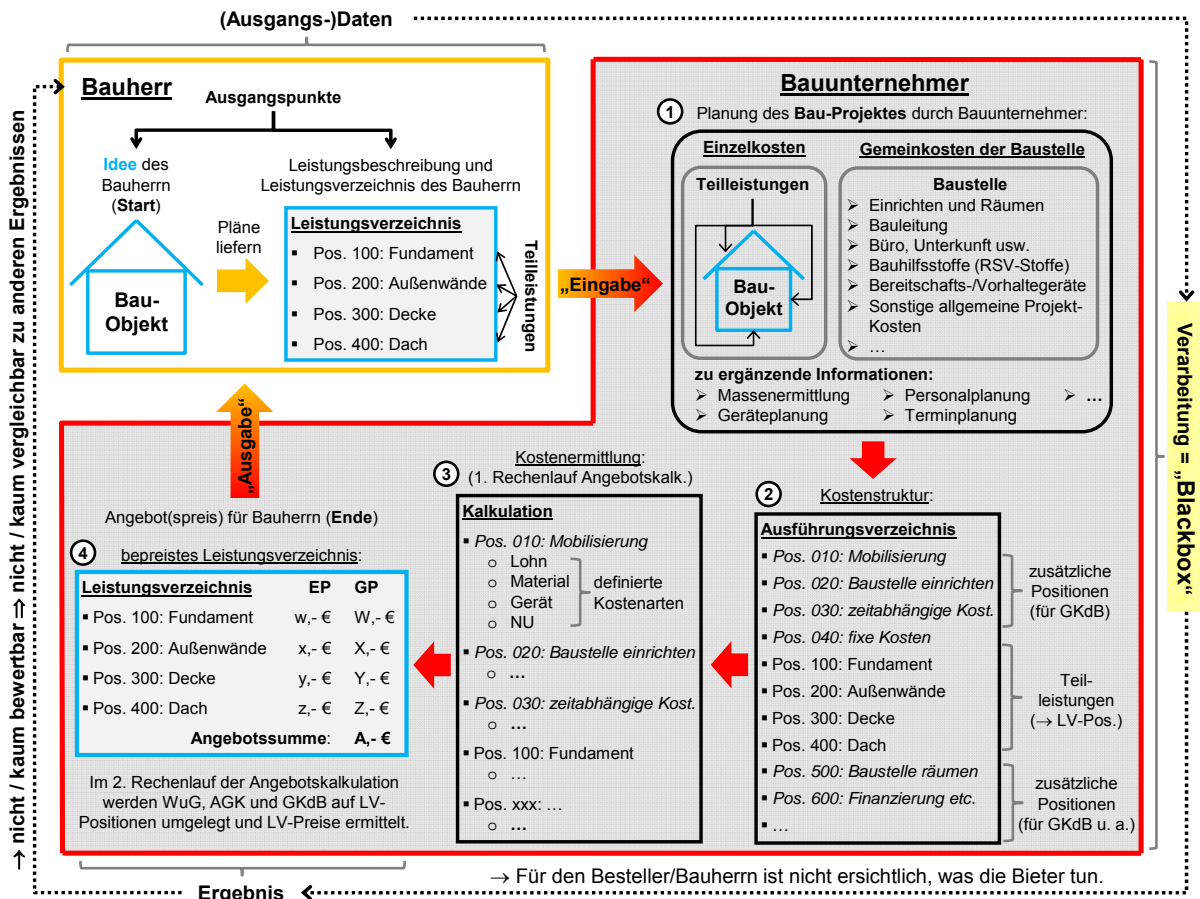 (Ausgangs-)Daten
Bauherr
Ausgangspunkte
Idee des
Bauherrn
(Start)
Bau-
Objekt
Pläne
liefern
Leistungsbeschreibung und
Leistungsverzeichnis des Bauherrn
Leistungsverzeichnis
▪ Pos. 100: Fundament
▪ Pos. 200: Außenwände
▪ Pos. 300: Decke
▪ Pos. 400: Dach
Teilleistungen
„Eingabe“
Bauunternehmer
1 Planung des Bau-Projektes durch Bauunternehmer:
Einzelkosten
Teilleistungen
Bau-
Objekt
Gemeinkosten der Baustelle
Baustelle
➢ Einrichten und Räumen
➢ Bauleitung
➢ Büro, Unterkunft usw.
➢ Bauhilfsstoffe (RSV-Stoffe)
➢ Bereitschafts-/Vorhaltegeräte
➢ Sonstige allgemeine Projekt-
Kosten
➢ …
zu ergänzende Informationen:
➢ Massenermittlung ➢ Personalplanung ➢ …
➢ Geräteplanung ➢ Terminplanung
2 Kostenstruktur:
Ausführungsverzeichnis
▪ Pos. 010: Mobilisierung
▪ Pos. 020: Baustelle einrichten
▪ Pos. 030: zeitabhängige Kost.
▪ Pos. 040: fixe Kosten
▪ Pos. 100: Fundament
▪ Pos. 200: Außenwände
▪ Pos. 300: Decke
▪ Pos. 400: Dach
▪ Pos. 500: Baustelle räumen
▪ Pos. 600: Finanzierung etc.
▪ …
zusätzliche
Positionen
(für GKdB)
Teil-
leistungen
(→ LV-Pos.)
zusätzliche
Positionen
(für GKdB u. a.)
3 Kostenermittlung:
(1. Rechenlauf Angebotskalk.)
Kalkulation
▪ Pos. 010: Mobilisierung
o Lohn
o Material
o Gerät
o NU
definierte
Kostenarten
▪ Pos. 020: Baustelle einrichten
o …
▪ Pos. 030: zeitabhängige Kost.
o …
▪ Pos. 100: Fundament
o …
▪ Pos. xxx: …
o …
„Ausgabe“
Angebot(spreis) für Bauherrn (Ende)
4 bepreistes Leistungsverzeichnis:
Leistungsverzeichnis EP GP
▪ Pos. 100: Fundament w,- € W,- €
▪ Pos. 200: Außenwände x,- € X,- €
▪ Pos. 300: Decke y,- € Y,- €
▪ Pos. 400: Dach z,- € Z,- €
Angebotssumme: A,- €
Im 2. Rechenlauf der Angebotskalkulation
werden WuG, AGK und GKdB auf LV-
Positionen umgelegt und LV-Preise ermittelt.
→ Für den Besteller/Bauherrn ist nicht ersichtlich, was die Bieter tun.
Ergebnis
Verarbeitung = „Blackbox“
→ nicht / kaum bewertbar ⇒ nicht / kaum vergleichbar zu anderen Ergebnissen